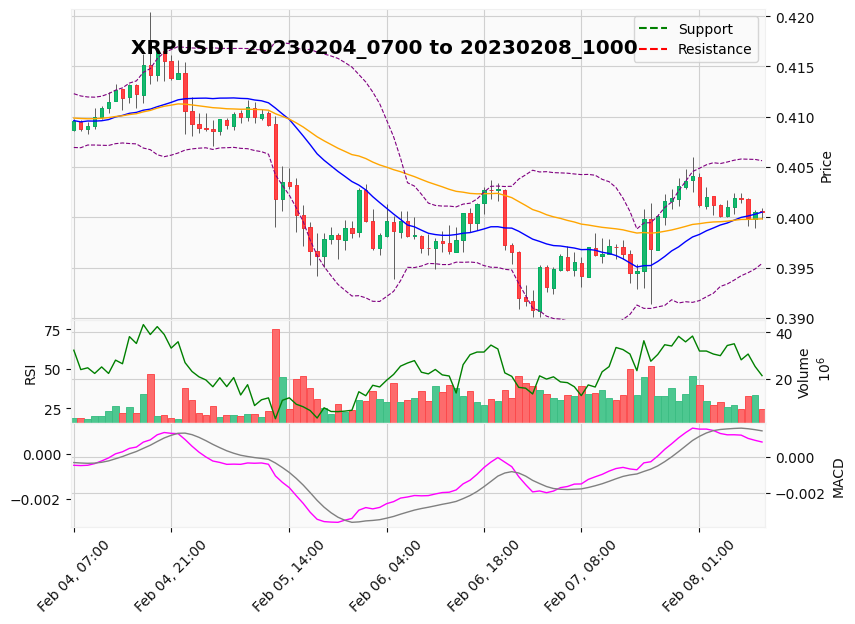 XRPUSDT 20230204_0700 to 20230208_1000
Support
Resistance
0.420
0.415
0.410
0.405
0.400
0.395
0.390
Price
75
50
25
RSI
40
20
Volume
10^6
0.000
−0.002
0.000
−0.002
MACD
Feb 04, 07:00
Feb 04, 21:00
Feb 05, 14:00
Feb 06, 04:00
Feb 06, 18:00
Feb 07, 08:00
Feb 08, 01:00